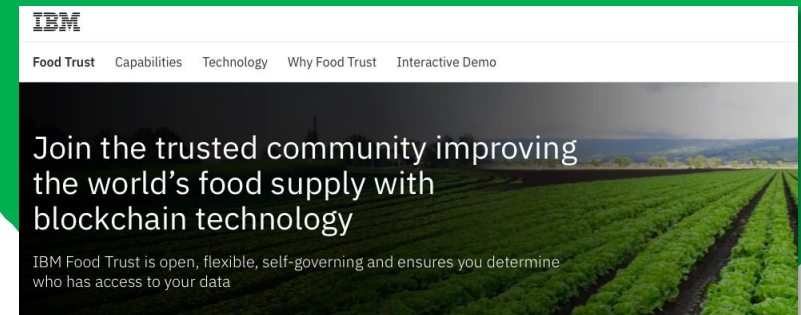 IBM
Food Trust Capabilities Technology Why Food Trust Interactive Demo
Join the trusted community improving
the world’s food supply with
blockchain technology
IBM Food Trust is open, flexible, self-governing and ensures you determine
who has access to your data